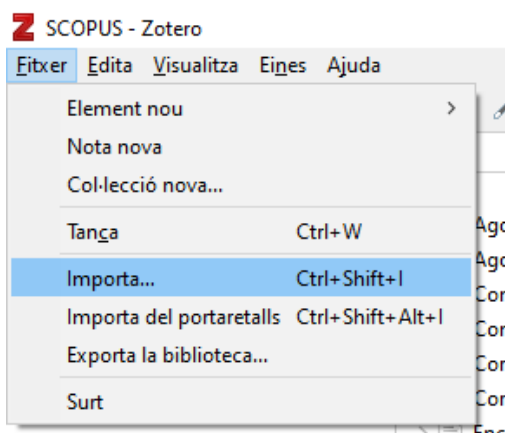 SCOPUS - Zotero
Fitxer Edita Visualitza Eines Ajuda
Element nou
Nota nova
Col·lecció nova...
Tanca Ctrl+W
Importa... Ctrl+Shift+I
Importa del portaretalls Ctrl+Shift+Alt+I
Exporta la biblioteca...
Surt